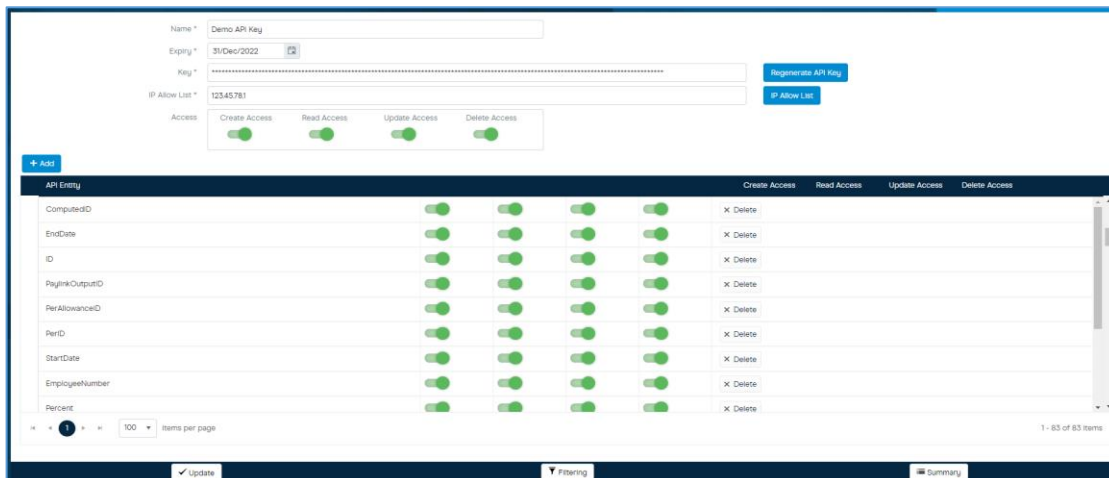 Name * Demo API Key
Expiry * 31/Dec/2022
Key * Regenerate API Key
IP Allow List * 123.45.78.1 IP Allow List
Access Create Access Read Access Update Access Delete Access
+ Add
API Entity Create Access Read Access Update Access Delete Access
ComputedID × Delete
EndDate × Delete
ID × Delete
PaylinkOutputID × Delete
PerAllowanceID × Delete
PerID × Delete
StartDate × Delete
EmployeeNumber × Delete
Percent × Delete
1 100 items per page 1 - 83 of 83 items
Update Filtering Summary